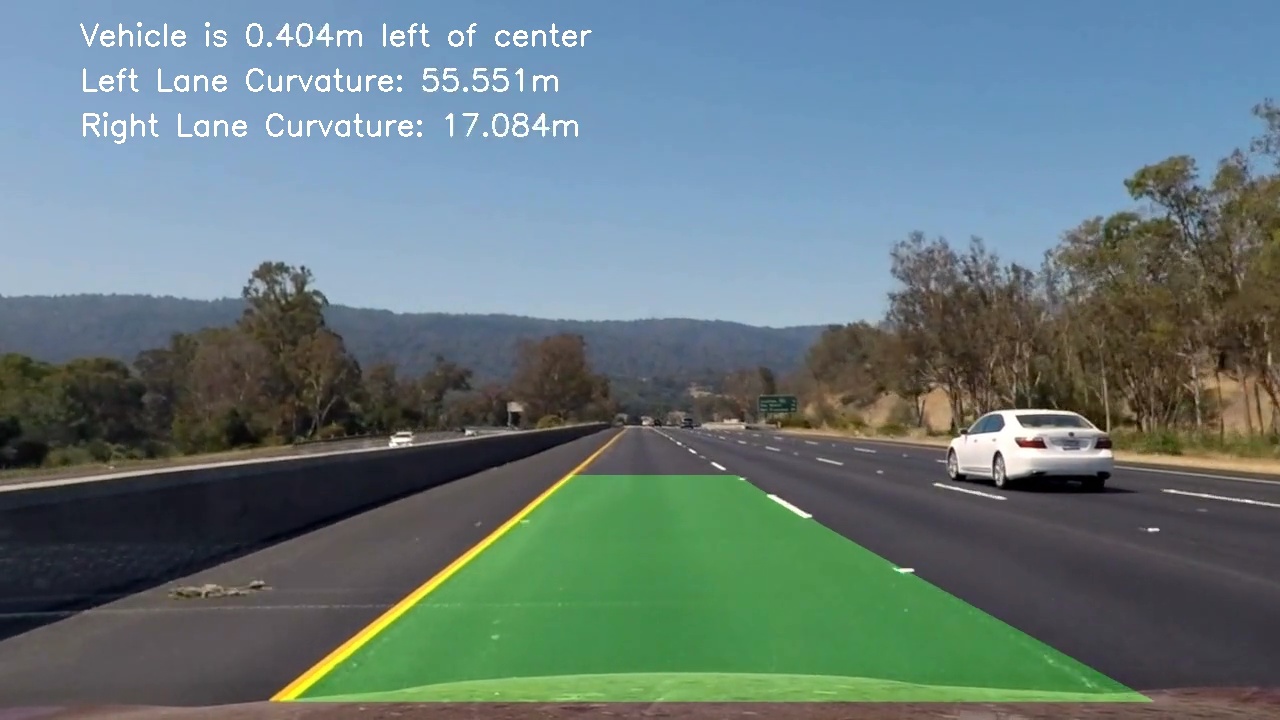 Vehicle is 0.404m left of center
Left Lane Curvature: 55.551m
Right Lane Curvature: 17.084m